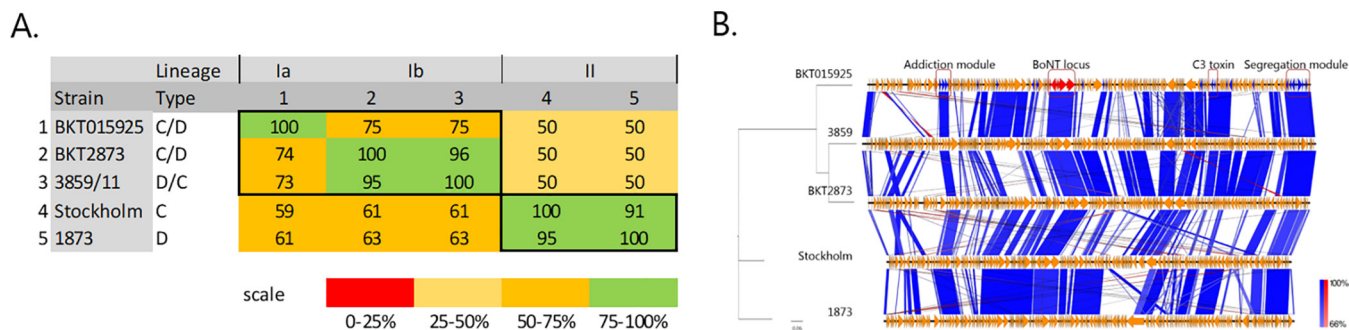 A.
Lineage Ia Ib II
Strain Type 1 2 3 4 5
1 BKT015925 C/D 100 75 75 50 50
2 BKT2873 C/D 74 100 96 50 50
3 3859/11 D/C 73 95 100 50 50
4 Stockholm C 59 61 61 100 91
5 1873 D 61 63 63 95 100
scale
0-25% 25-50% 50-75% 75-100%
B.
Addiction module BoNT locus C3 toxin Segregation module
BKT015925
3859
BKT2873
Stockholm
1873
100%
66%